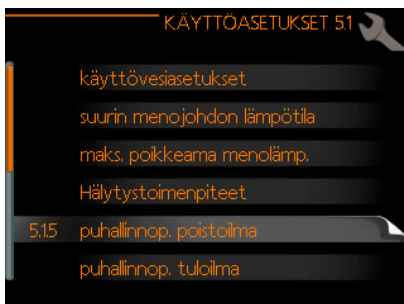 KÄYTTÖASETUKSET 5.1
käyttövesiasetukset
suurin menojohdon lämpötila
maks. poikkeama menolämp.
Hälytystoimenpiteet
5.1.5 puhallinnop. poistoilma
puhallinnop. tuloilma